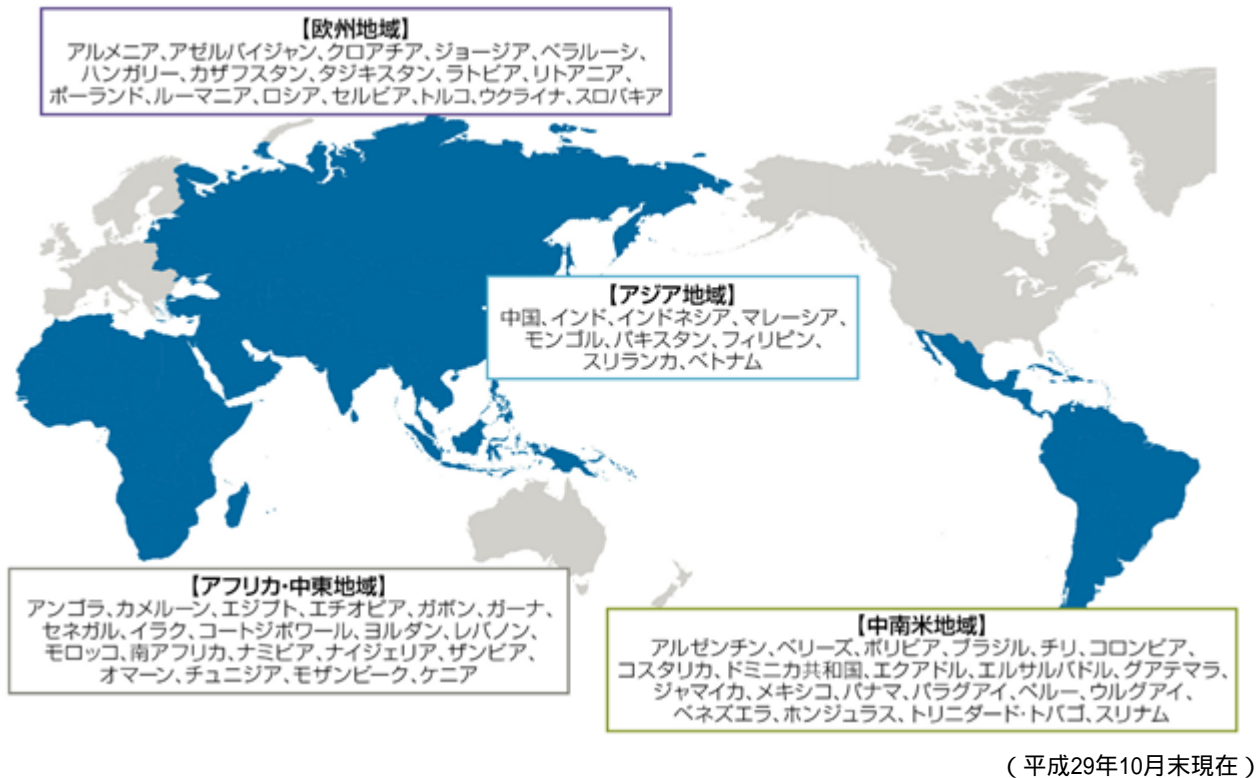 【欧州地域】
アルメニア、アゼルバイジャン、クロアチア、ジョージア、ベラルーシ、
ハンガリー、カザフスタン、タジキスタン、ラトビア、リトアニア、
ポーランド、ルーマニア、ロシア、セルビア、トルコ、ウクライナ、スロバキア
【アジア地域】
中国、インド、インドネシア、マレーシア、
モンゴル、パキスタン、フィリピン、
スリランカ、ベトナム
【アフリカ・中東地域】
アンゴラ、カメルーン、エジプト、エチオピア、ガボン、ガーナ、
セネガル、イラク、コートジボワール、ヨルダン、レバノン、
モロッコ、南アフリカ、ナミビア、ナイジェリア、ザンビア、
オマーン、チュニジア、モザンビーク、ケニア
【中南米地域】
アルゼンチン、ベリーズ、ボリビア、ブラジル、チリ、コロンビア、
コスタリカ、ドミニカ共和国、エクアドル、エルサルバドル、グアテマラ、
ジャマイカ、メキシコ、パナマ、パラグアイ、ペルー、ウルグアイ、
ベネズエラ、ホンジュラス、トリニダード・トバゴ、スリナム
（平成29年10月末現在）